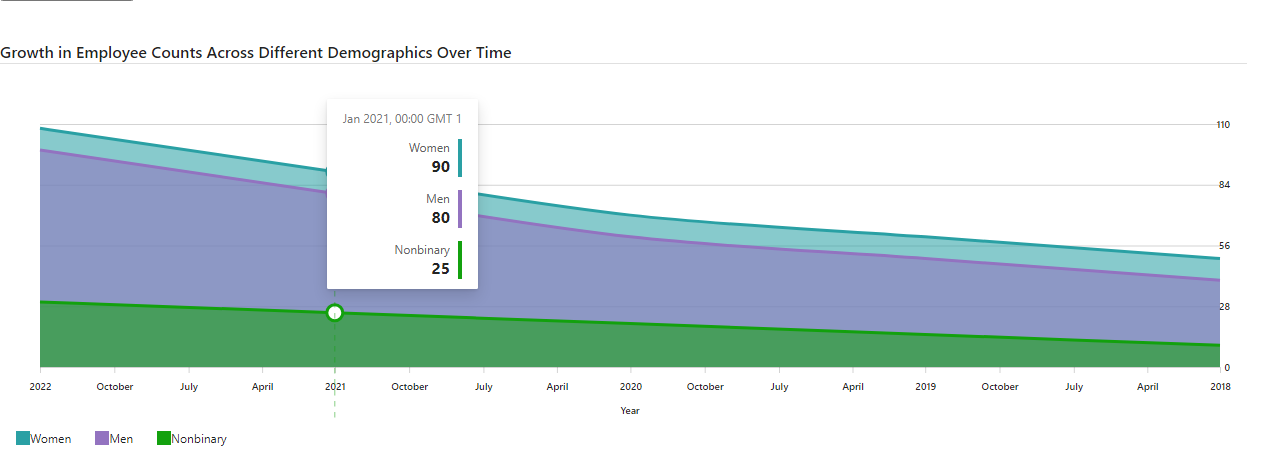 Growth in Employee Counts Across Different Demographics Over Time
Jan 2021, 00:00 GMT 1
Women
90
Men
80
Nonbinary
25
110
84
56
28
0
2022 October July April 2021 October July April 2020 October July April 2019 October July April 2018
Year
Women Men Nonbinary